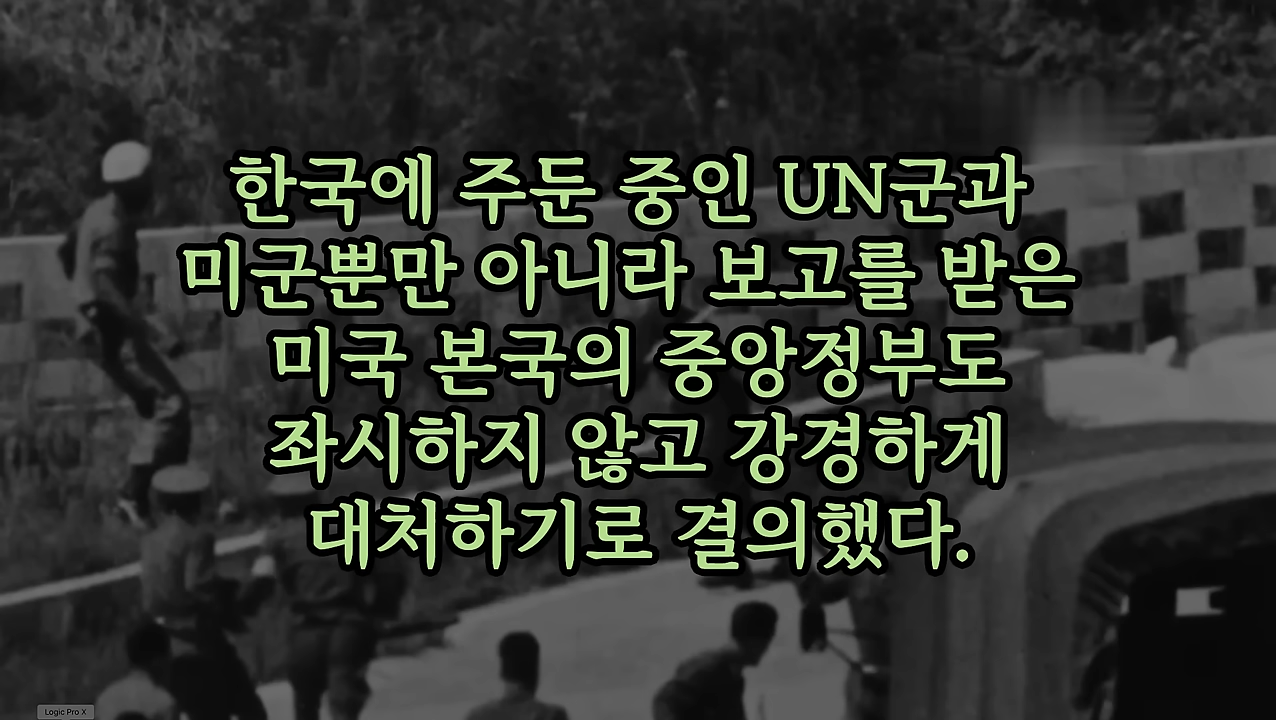 한국에 주둔 중인 UN군과
미군뿐만 아니라 보고를 받은
미국 본국의 중앙정부도
좌시하지 않고 강경하게
대처하기로 결의했다.
Logic Pro X